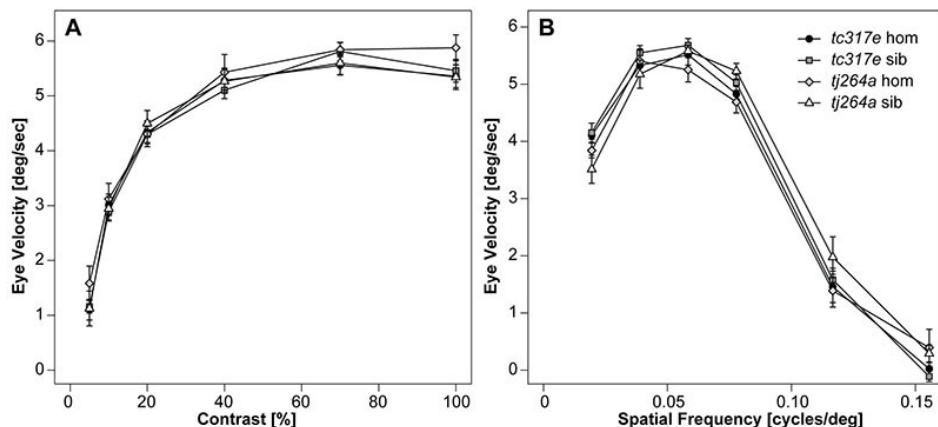 A
Eye Velocity [deg/sec]
6
5
4
3
2
1
0
0 20 40 60 80 100
Contrast [%]
B
tc317e hom
tc317e sib
tj264a hom
tj264a sib
Eye Velocity [deg/sec]
6
5
4
3
2
1
0
0 0.05 0.10 0.15
Spatial Frequency [cycles/deg]